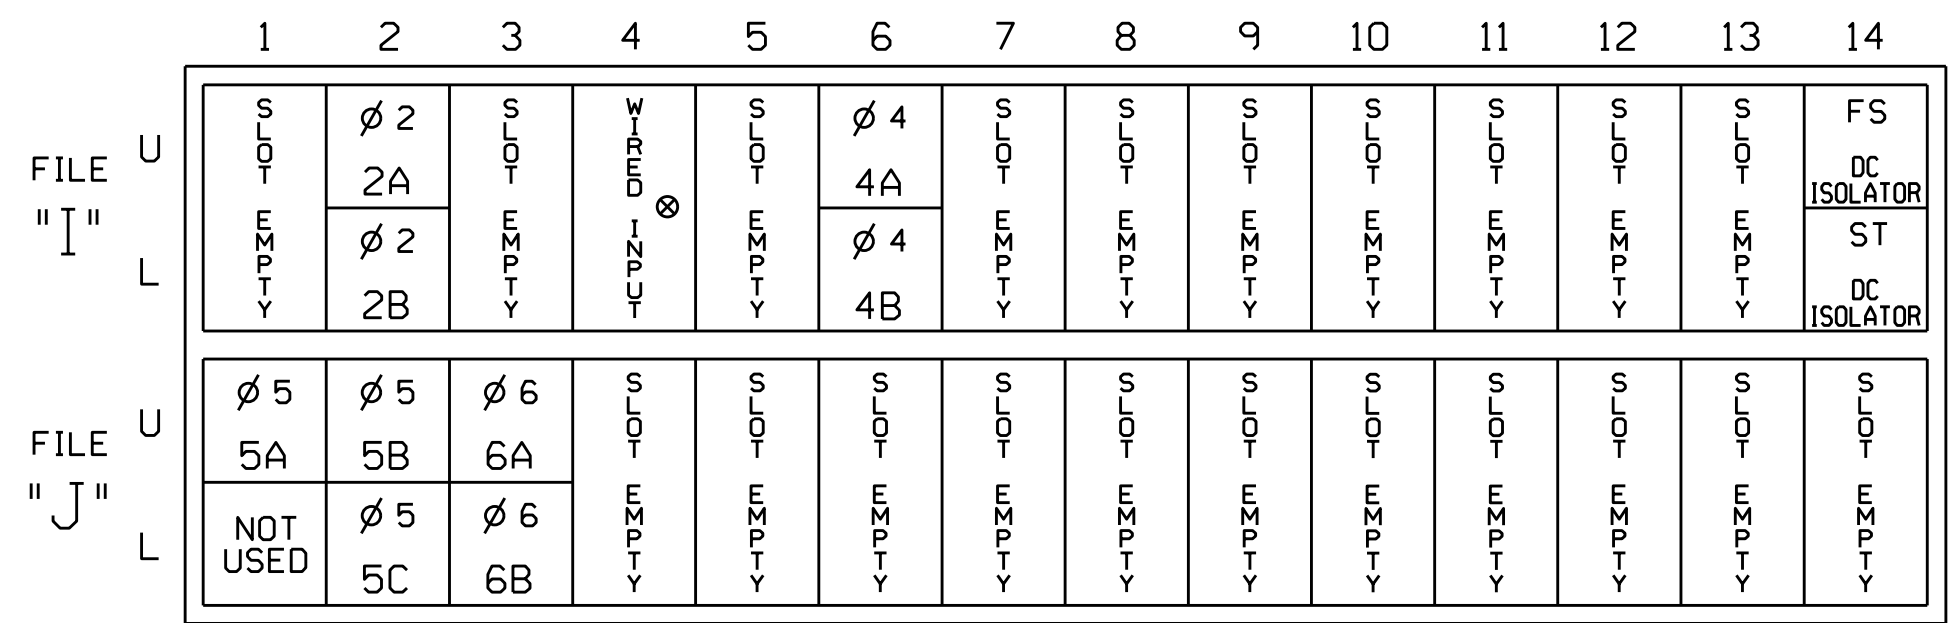 1 2 3 4 5 6 7 8 9 10 11 12 13 14
FILE "I"
U
L
SLOT EMPTY
ø 2
2A
ø 2
2B
SLOT EMPTY
WIRED INPUT
⊗
SLOT EMPTY
ø 4
4A
ø 4
4B
SLOT EMPTY
SLOT EMPTY
SLOT EMPTY
SLOT EMPTY
SLOT EMPTY
SLOT EMPTY
SLOT EMPTY
FS
DC
ISOLATOR
ST
DC
ISOLATOR
FILE "J"
U
L
ø 5
5A
NOT
USED
ø 5
5B
ø 5
5C
ø 6
6A
ø 6
6B
SLOT EMPTY
SLOT EMPTY
SLOT EMPTY
SLOT EMPTY
SLOT EMPTY
SLOT EMPTY
SLOT EMPTY
SLOT EMPTY
SLOT EMPTY
SLOT EMPTY
SLOT EMPTY